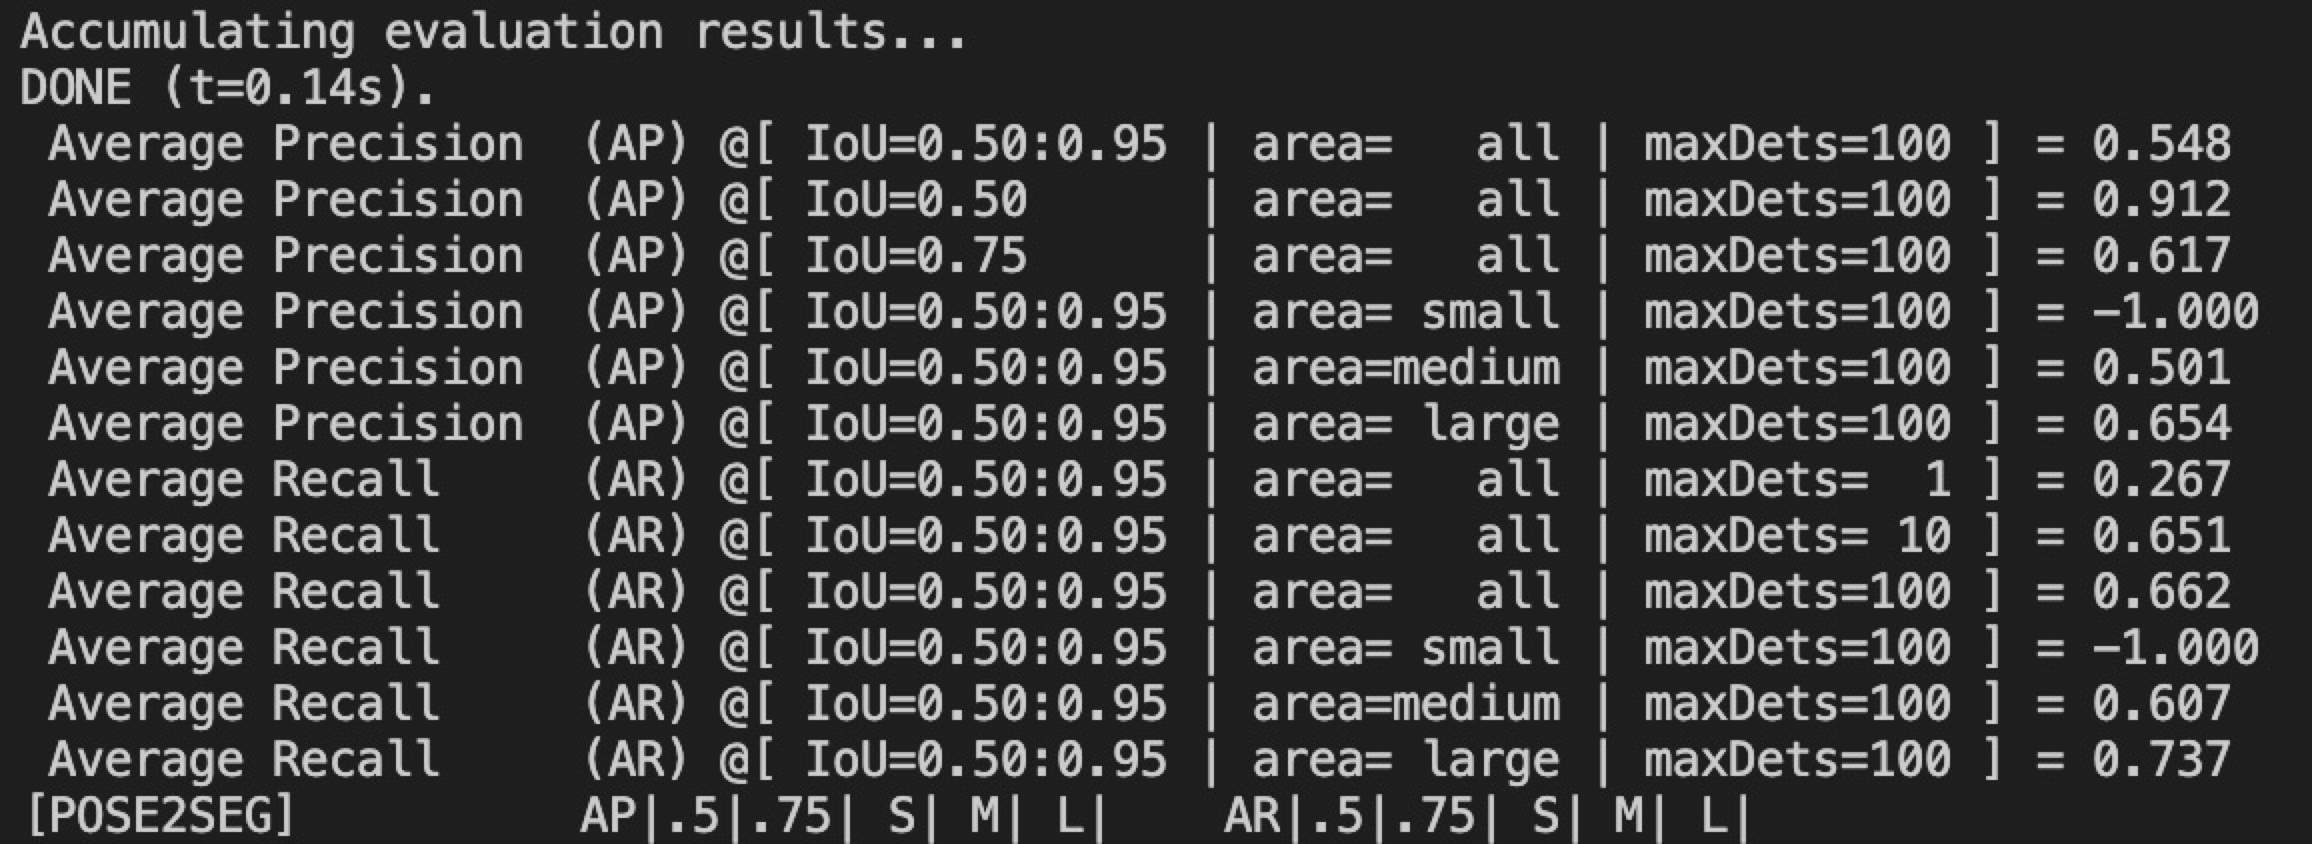 Accumulating evaluation results...
DONE (t=0.14s).
 Average Precision  (AP) @[ IoU=0.50:0.95 | area=   all | maxDets=100 ] = 0.548
 Average Precision  (AP) @[ IoU=0.50      | area=   all | maxDets=100 ] = 0.912
 Average Precision  (AP) @[ IoU=0.75      | area=   all | maxDets=100 ] = 0.617
 Average Precision  (AP) @[ IoU=0.50:0.95 | area= small | maxDets=100 ] = -1.000
 Average Precision  (AP) @[ IoU=0.50:0.95 | area=medium | maxDets=100 ] = 0.501
 Average Precision  (AP) @[ IoU=0.50:0.95 | area= large | maxDets=100 ] = 0.654
 Average Recall     (AR) @[ IoU=0.50:0.95 | area=   all | maxDets=  1 ] = 0.267
 Average Recall     (AR) @[ IoU=0.50:0.95 | area=   all | maxDets= 10 ] = 0.651
 Average Recall     (AR) @[ IoU=0.50:0.95 | area=   all | maxDets=100 ] = 0.662
 Average Recall     (AR) @[ IoU=0.50:0.95 | area= small | maxDets=100 ] = -1.000
 Average Recall     (AR) @[ IoU=0.50:0.95 | area=medium | maxDets=100 ] = 0.607
 Average Recall     (AR) @[ IoU=0.50:0.95 | area= large | maxDets=100 ] = 0.737
[POSE2SEG]          AP|.5|.75| S| M| L|    AR|.5|.75| S| M| L|